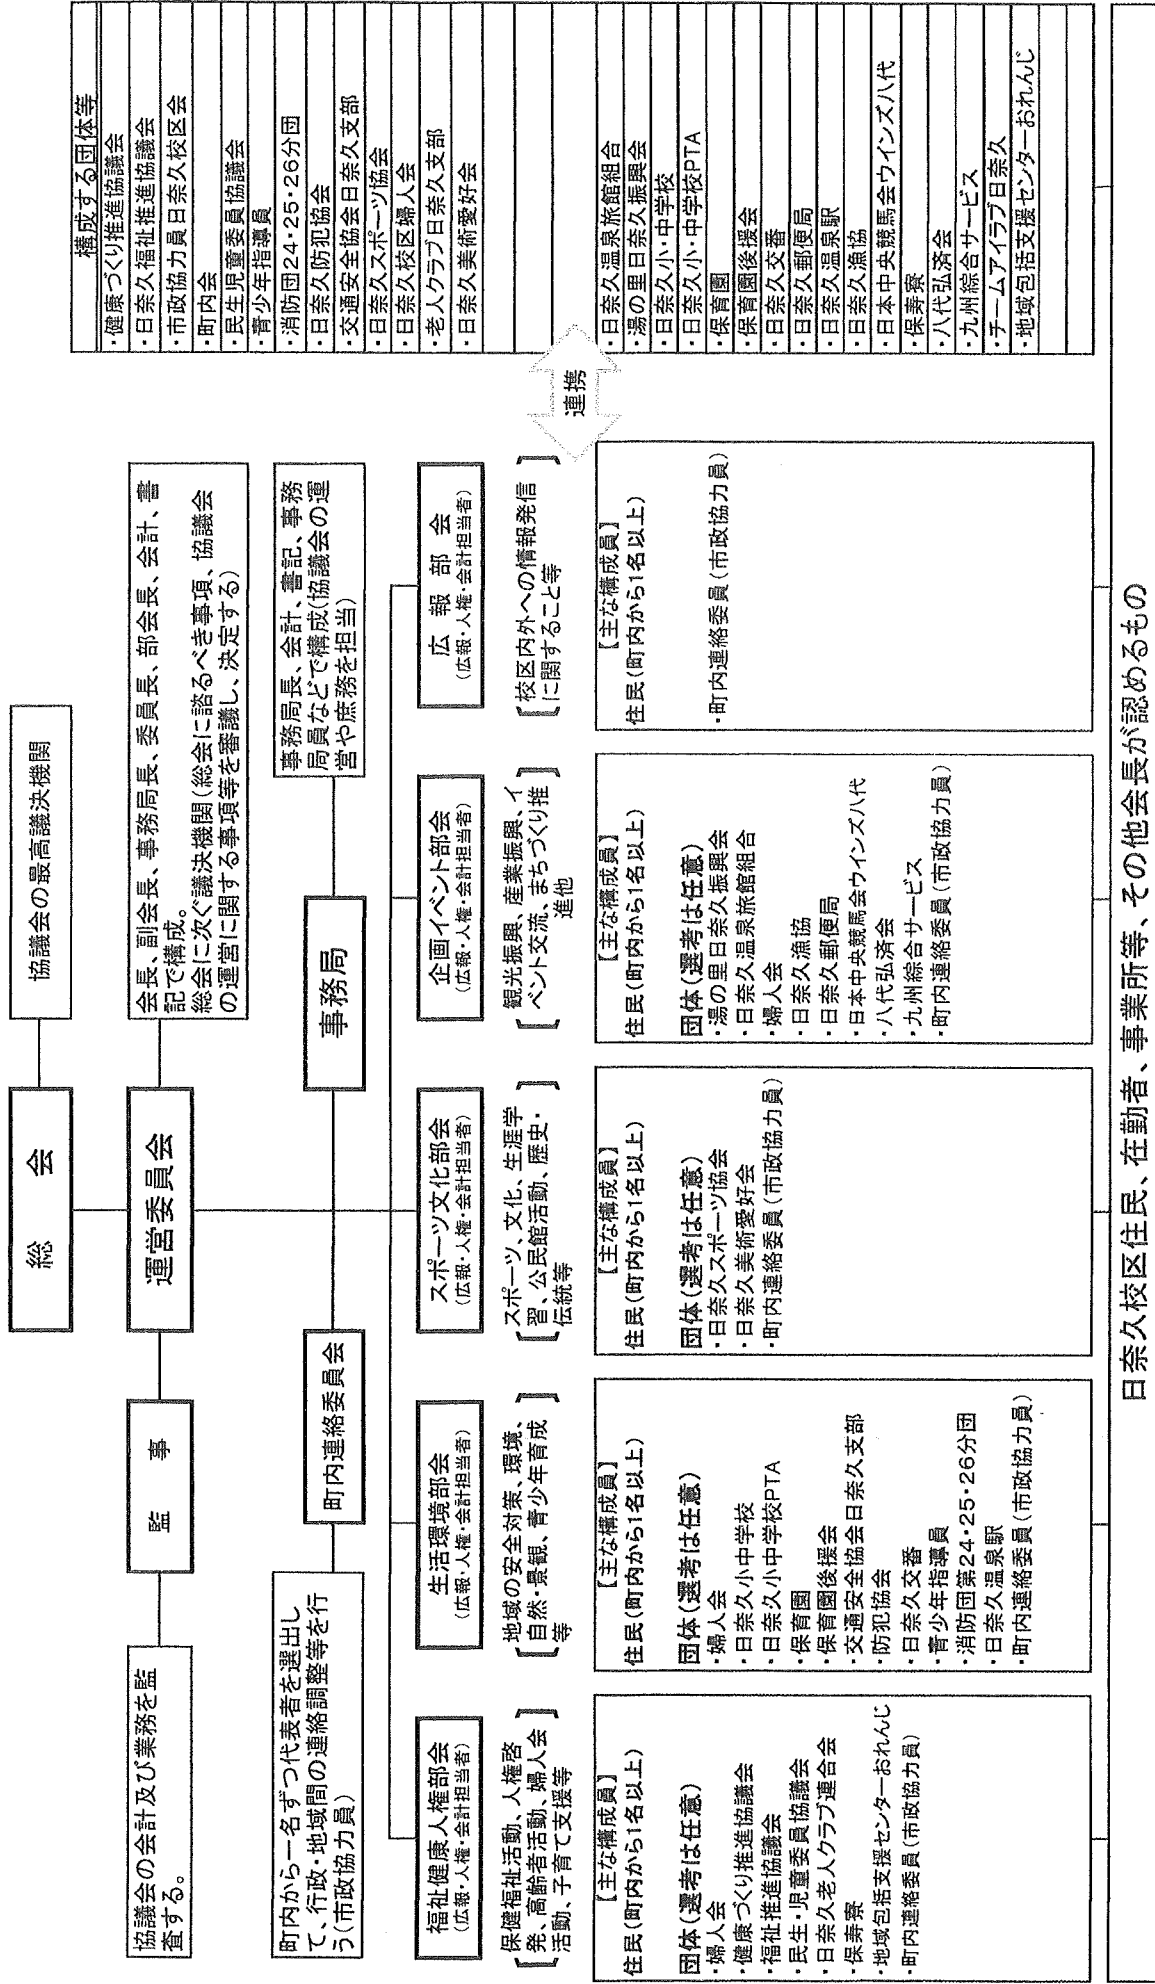 総　会
協議会の最高議決機関
監　事
協議会の会計及び業務を監
査する。
運営委員会
会長、副会長、事務局長、委員長、部会長、会計、書
記で構成。
総会に次ぐ議決機関(総会に諮るべき事項、協議会
の運営に関する事項等を審議し、決定する)
町内から一名ずつ代表者を選出し
て、行政・地域間の連絡調整等を行
う(市政協力員)
町内連絡委員会
事務局
事務局長、会計、書記、事務
局員などで構成(協議会の運
営や庶務を担当)
福祉健康人権部会
(広報・人権・会計担当者)
保健福祉活動、人権啓
発、高齢者活動、婦人会
活動、子育て支援等
【主な構成員】
住民(町内から1名以上)
団体(選考は任意)
・婦人会
・健康づくり推進協議会
・福祉推進協議会
・民生・児童委員協議会
・日奈久老人クラブ連合会
・保寿寮
・地域包括支援センターおれんじ
・町内連絡委員(市政協力員)
生活環境部会
(広報・人権・会計担当者)
地域の安全対策、環境、
自然・景観、青少年育成
等
【主な構成員】
住民(町内から1名以上)
団体(選考は任意)
・婦人会
・日奈久小中学校
・日奈久小中学校PTA
・保育園
・保育園後援会
・交通安全協会日奈久支部
・防犯協会
・日奈久交番
・青少年指導員
・消防団第24・25・26分団
・日奈久温泉駅
・町内連絡委員(市政協力員)
スポーツ文化部会
(広報・人権・会計担当者)
スポーツ、文化、生涯学
習、公民館活動、歴史・
伝統等
【主な構成員】
住民(町内から1名以上)
団体(選考は任意)
・日奈久スポーツ協会
・日奈久美術愛好会
・町内連絡委員(市政協力員)
企画イベント部会
(広報・人権・会計担当者)
観光振興、産業振興、イ
ベント交流、まちづくり推
進他
【主な構成員】
住民(町内から1名以上)
団体(選考は任意)
・湯の里日奈久振興会
・日奈久温泉旅館組合
・婦人会
・日奈久漁協
・日奈久郵便局
・日本中央競馬会ウインズ八代
・八代弘済会
・九州綜合サービス
・町内連絡委員(市政協力員)
広　報　部　会
(広報・人権・会計担当者)
校区内外への情報発信
に関すること等
【主な構成員】
住民(町内から1名以上)
・町内連絡委員(市政協力員)
連携
構成する団体等
・健康づくり推進協議会
・日奈久福祉推進協議会
・市政協力員日奈久校区会
・町内会
・民生児童委員協議会
・青少年指導員
・消防団24・25・26分団
・日奈久防犯協会
・交通安全協会日奈久支部
・日奈久スポーツ協会
・日奈久校区婦人会
・老人クラブ日奈久支部
・日奈久美術愛好会
・日奈久温泉旅館組合
・湯の里日奈久振興会
・日奈久小・中学校
・日奈久小・中学校PTA
・保育園
・保育園後援会
・日奈久交番
・日奈久郵便局
・日奈久温泉駅
・日奈久漁協
・日本中央競馬会ウインズ八代
・保寿寮
・八代弘済会
・九州綜合サービス
・チームアイラブ日奈久
・地域包括支援センターおれんじ
日奈久校区住民、在勤者、事業所等、その他会長が認めるもの